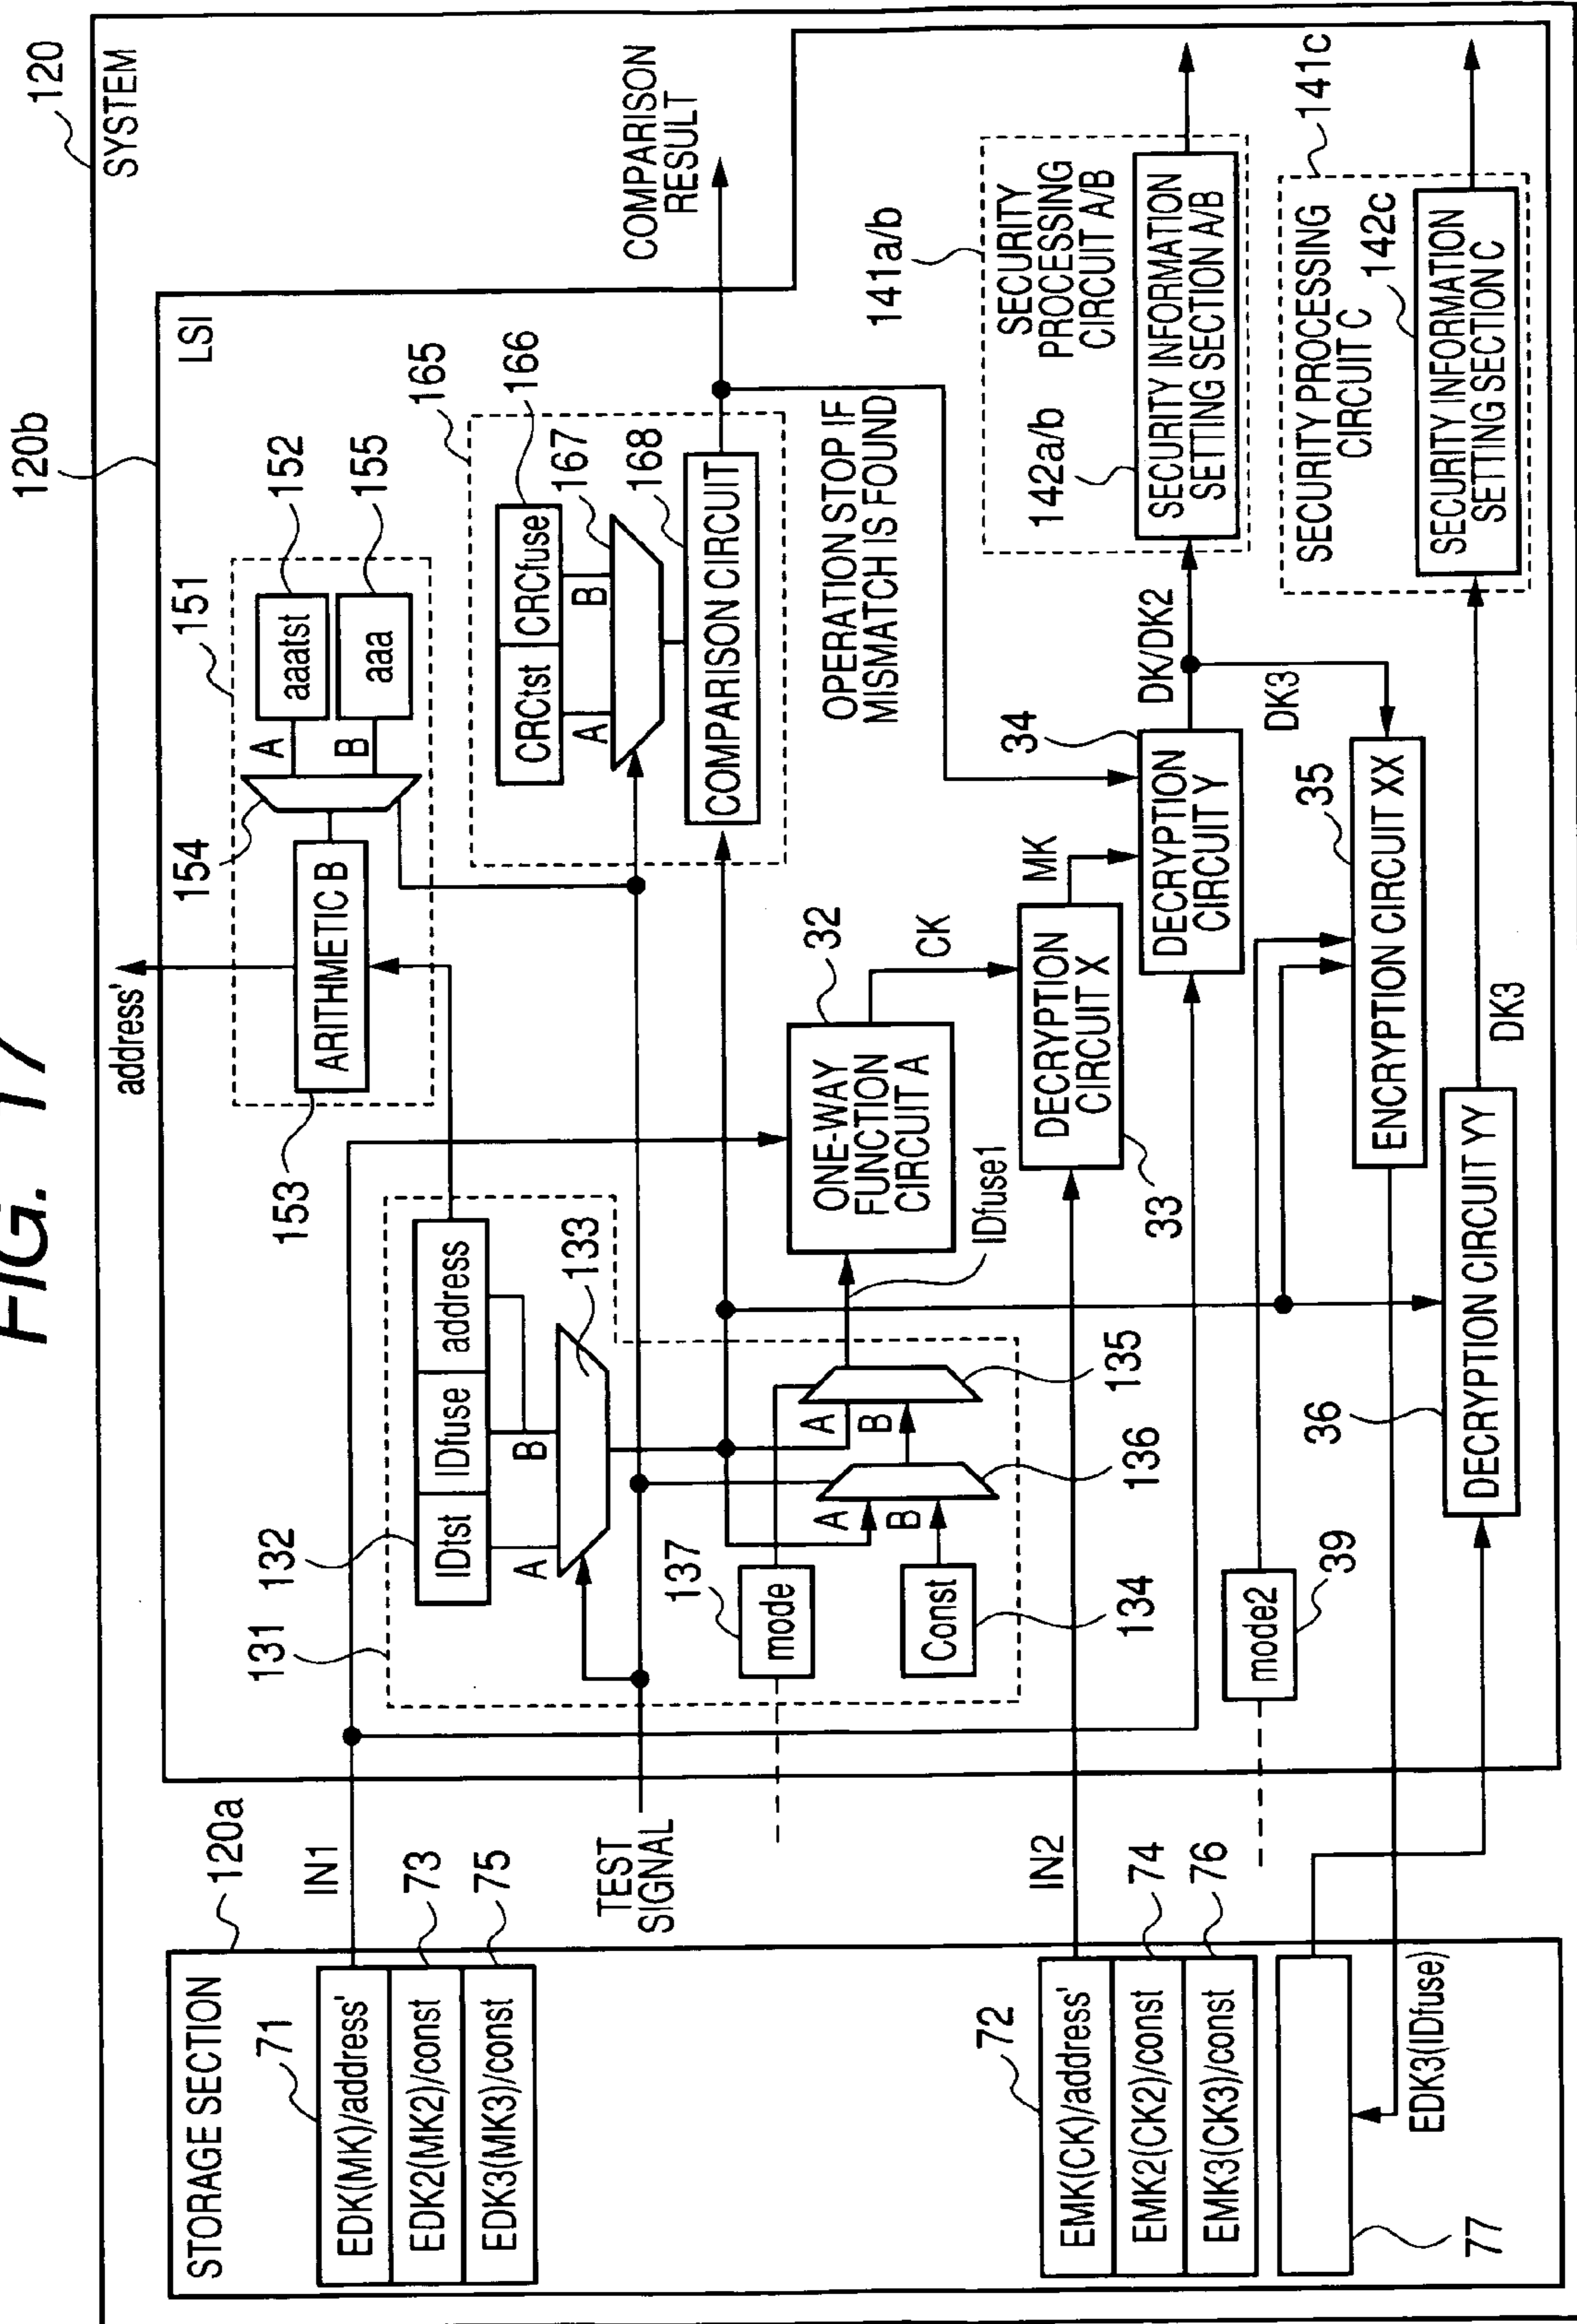 FIG. 17
120
SYSTEM
120b
LSI
STORAGE SECTION
120a
71
EDK(MK)/address'
EDK2(MK2)/const
EDK3(MK3)/const
73
75
IN1
TEST
SIGNAL
72
EMK(CK)/address'
EMK2(CK2)/const
EMK3(CK3)/const
74
76
IN2
77
EDK3(IDfuse)
131
132
IDtst
IDfuse
address
A
B
133
137
mode
Const
134
A
B
136
A
B
135
IDfuse1
mode2
39
address'
153
ARITHMETIC B
154
151
A
B
aaatst
aaa
152
155
165
CRCtst
CRCfuse
166
A
B
167
168
COMPARISON CIRCUIT
COMPARISON
RESULT
OPERATION STOP IF
MISMATCH IS FOUND
ONE-WAY
FUNCTION
CIRCUIT A
32
CK
DECRYPTION
CIRCUIT X
33
MK
DECRYPTION
CIRCUIT Y
34
DK/DK2
DK3
ENCRYPTION CIRCUIT XX
35
DECRYPTION CIRCUIT YY
36
DK3
141a/b
SECURITY
PROCESSING
CIRCUIT A/B
142a/b
SECURITY INFORMATION
SETTING SECTION A/B
141c
SECURITY PROCESSING
CIRCUIT C
142c
SECURITY INFORMATION
SETTING SECTION C